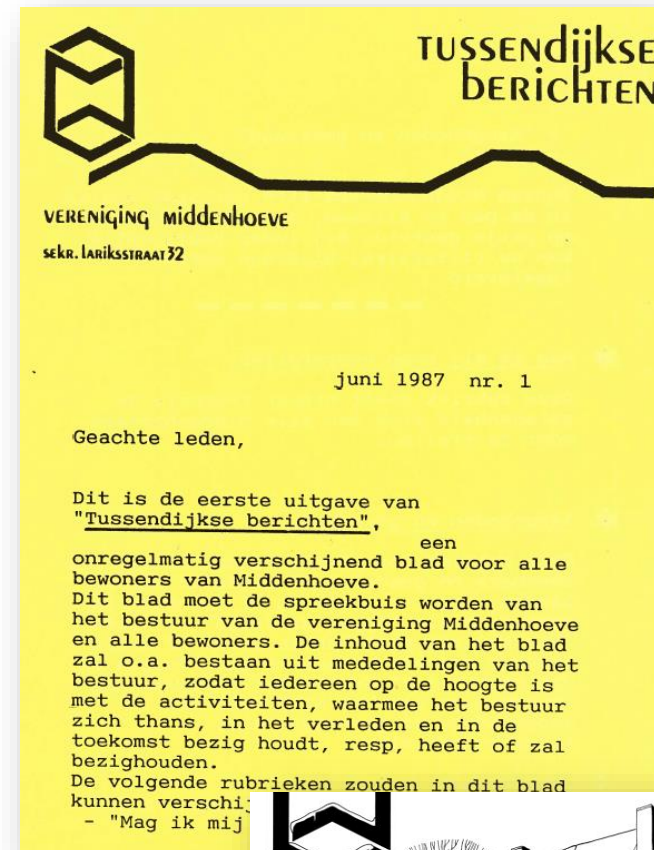 TUSSENdijkse
bERichTEN
VERENiGiNG MiddENHOEVE
SEKR. LARiksSTRAAT 32
juni 1987 nr. 1
Geachte leden,
Dit is de eerste uitgave van
"Tussendijkse berichten",
een
onregelmatig verschijnend blad voor alle
bewoners van Middenhoeve.
Dit blad moet de spreekbuis worden van
het bestuur van de vereniging Middenhoeve
en alle bewoners. De inhoud van het blad
zal o.a. bestaan uit mededelingen van het
bestuur, zodat iedereen op de hoogte is
met de activiteiten, waarmee het bestuur
zich thans, in het verleden en in de
toekomst bezig houdt, resp, heeft of zal
bezighouden.
De volgende rubrieken zouden in dit blad
kunnen verschij
- "Mag ik mij